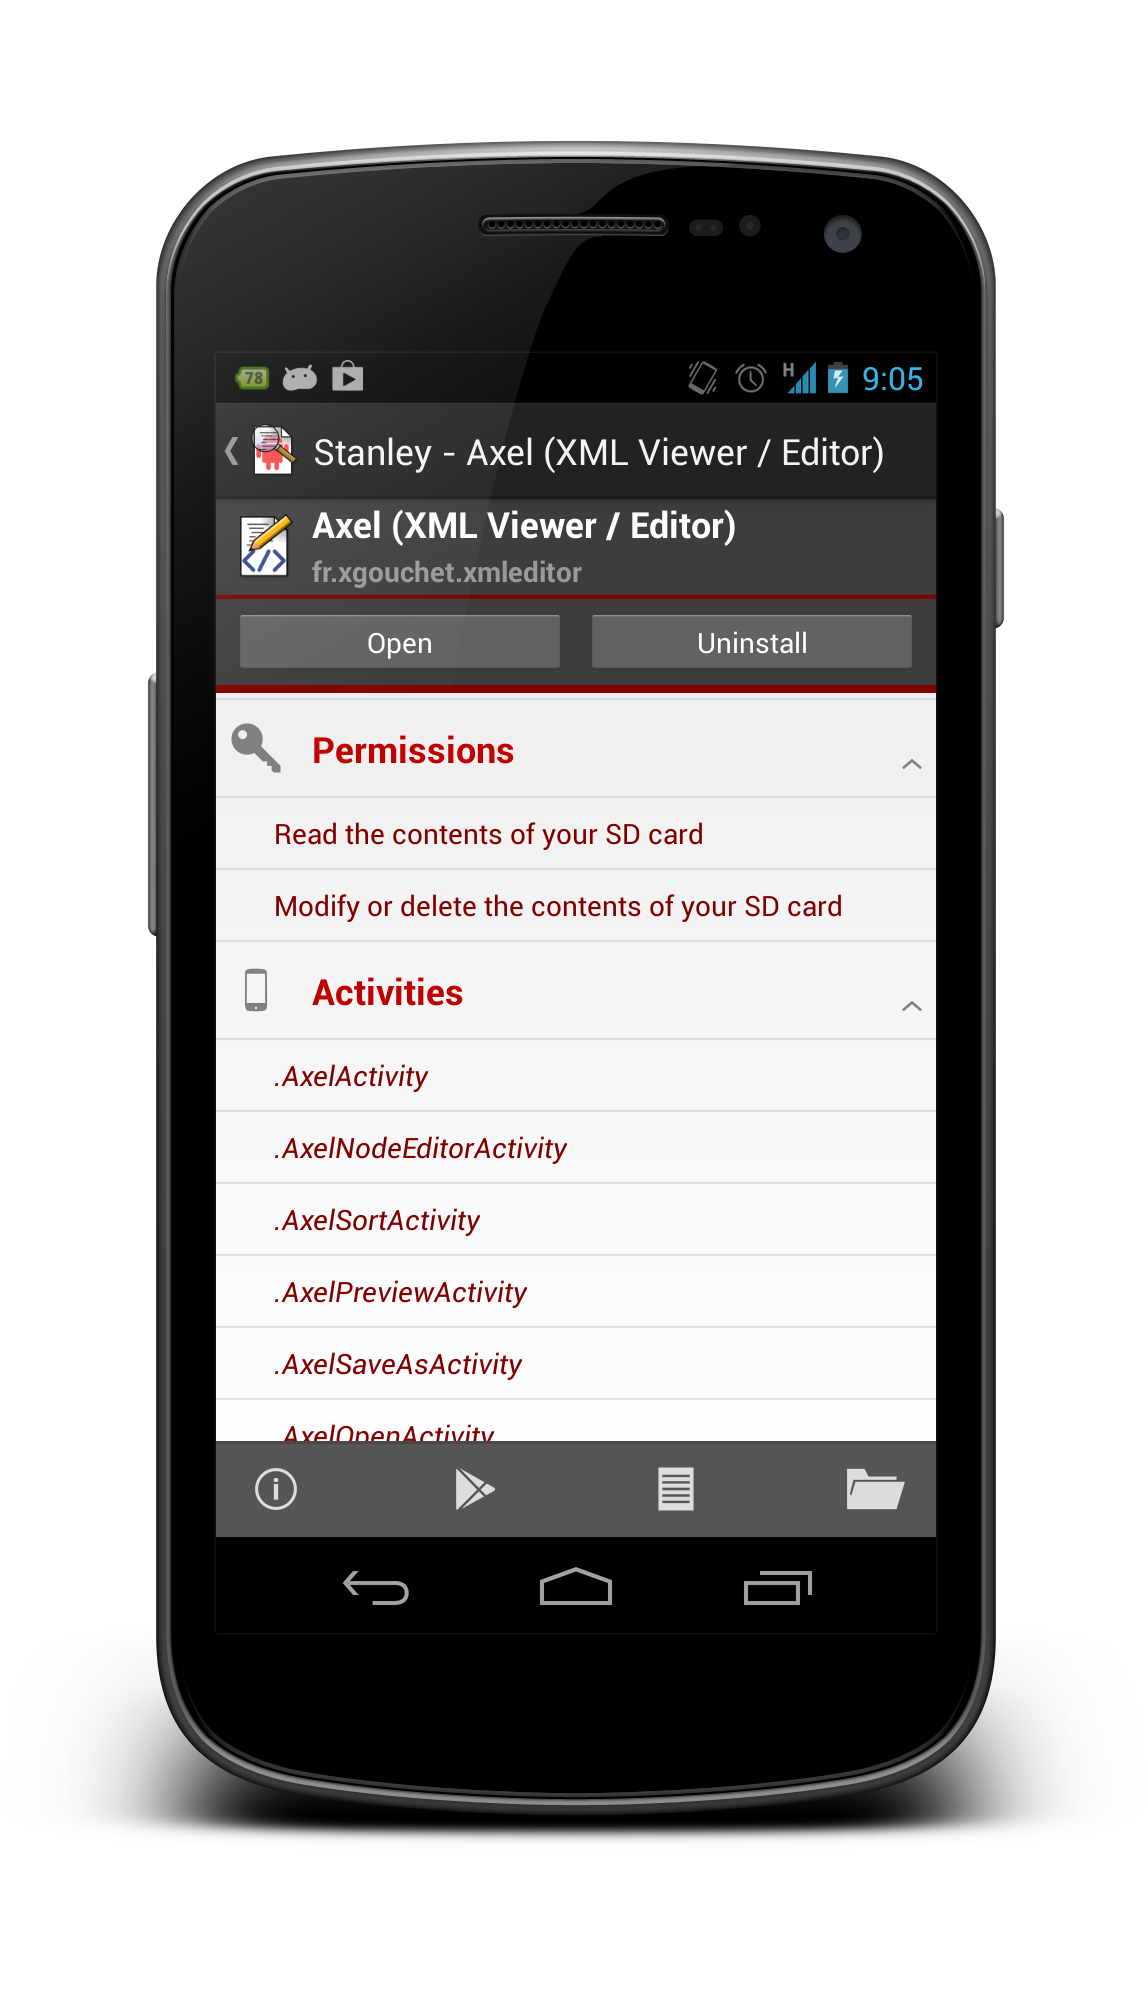 78 H 9:05
Stanley - Axel (XML Viewer / Editor)
Axel (XML Viewer / Editor)
fr.xgouchet.xmleditor
Open Uninstall
Permissions
Read the contents of your SD card
Modify or delete the contents of your SD card
Activities
.AxelActivity
.AxelNodeEditorActivity
.AxelSortActivity
.AxelPreviewActivity
.AxelSaveAsActivity
.AxelOpenActivity